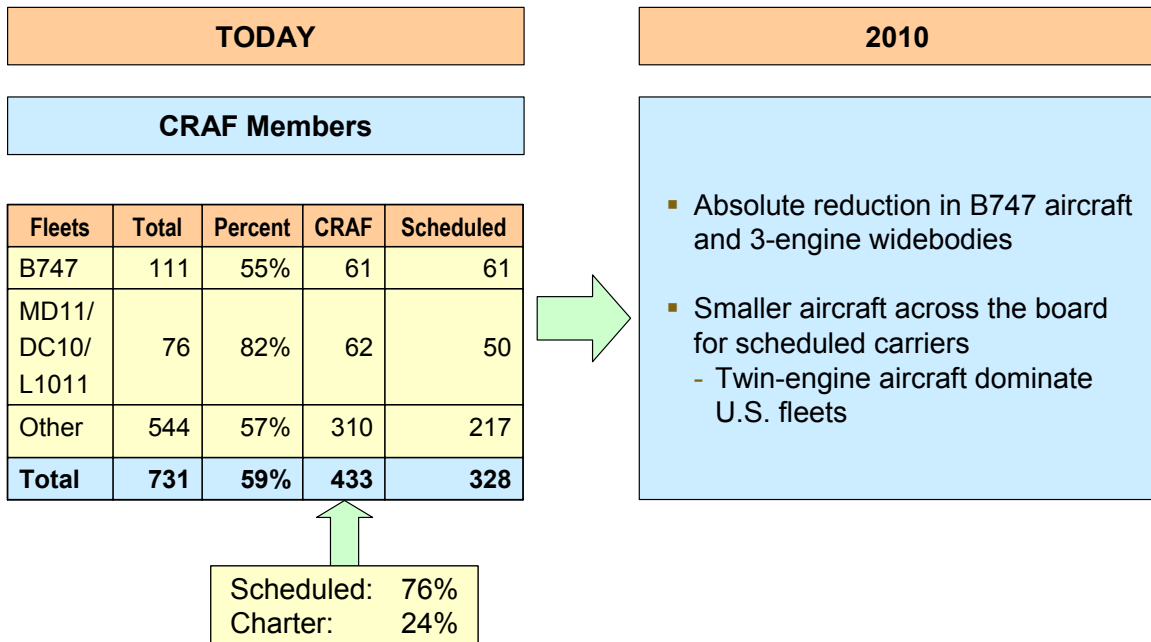 TODAY
CRAF Members
Fleets Total Percent CRAF Scheduled
B747 111 55% 61 61
MD11/
DC10/ 76 82% 62 50
L1011
Other 544 57% 310 217
Total 731 59% 433 328
Scheduled: 76%
Charter: 24%
2010
▪ Absolute reduction in B747 aircraft
and 3-engine widebodies
▪ Smaller aircraft across the board
for scheduled carriers
- Twin-engine aircraft dominate
U.S. fleets